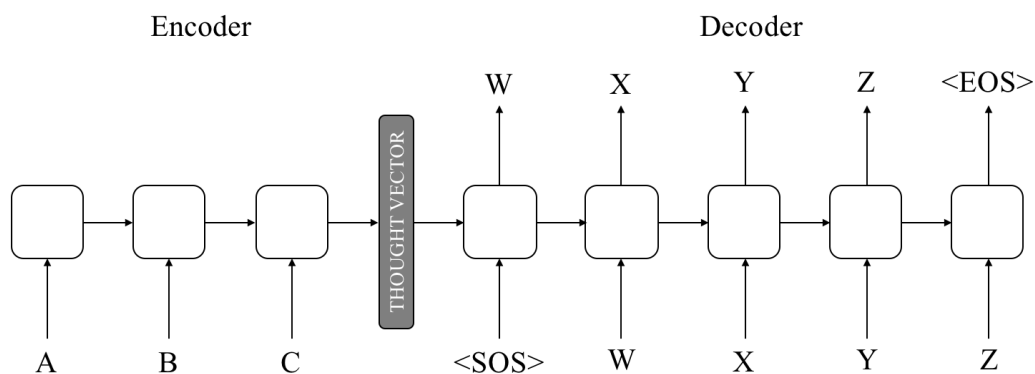 Encoder
Decoder
W X Y Z <EOS>
THOUGHT VECTOR
A B C <SOS> W X Y Z